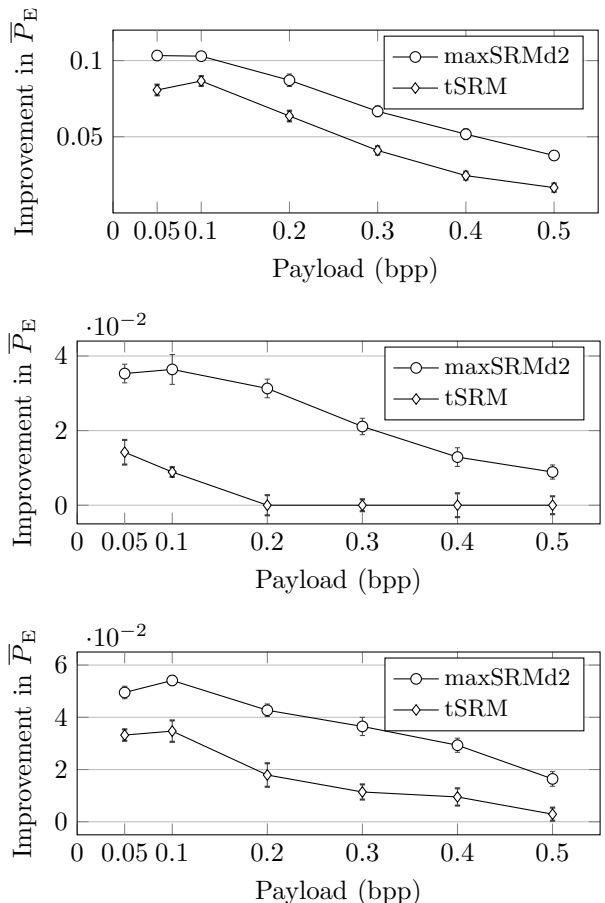 Improvement in P̅_E
0.1
0.05
maxSRMd2
tSRM
0 0.05 0.1 0.2 0.3 0.4 0.5
Payload (bpp)
·10⁻²
Improvement in P̅_E
4
2
0
maxSRMd2
tSRM
0 0.05 0.1 0.2 0.3 0.4 0.5
Payload (bpp)
·10⁻²
Improvement in P̅_E
6
4
2
0
maxSRMd2
tSRM
0 0.05 0.1 0.2 0.3 0.4 0.5
Payload (bpp)